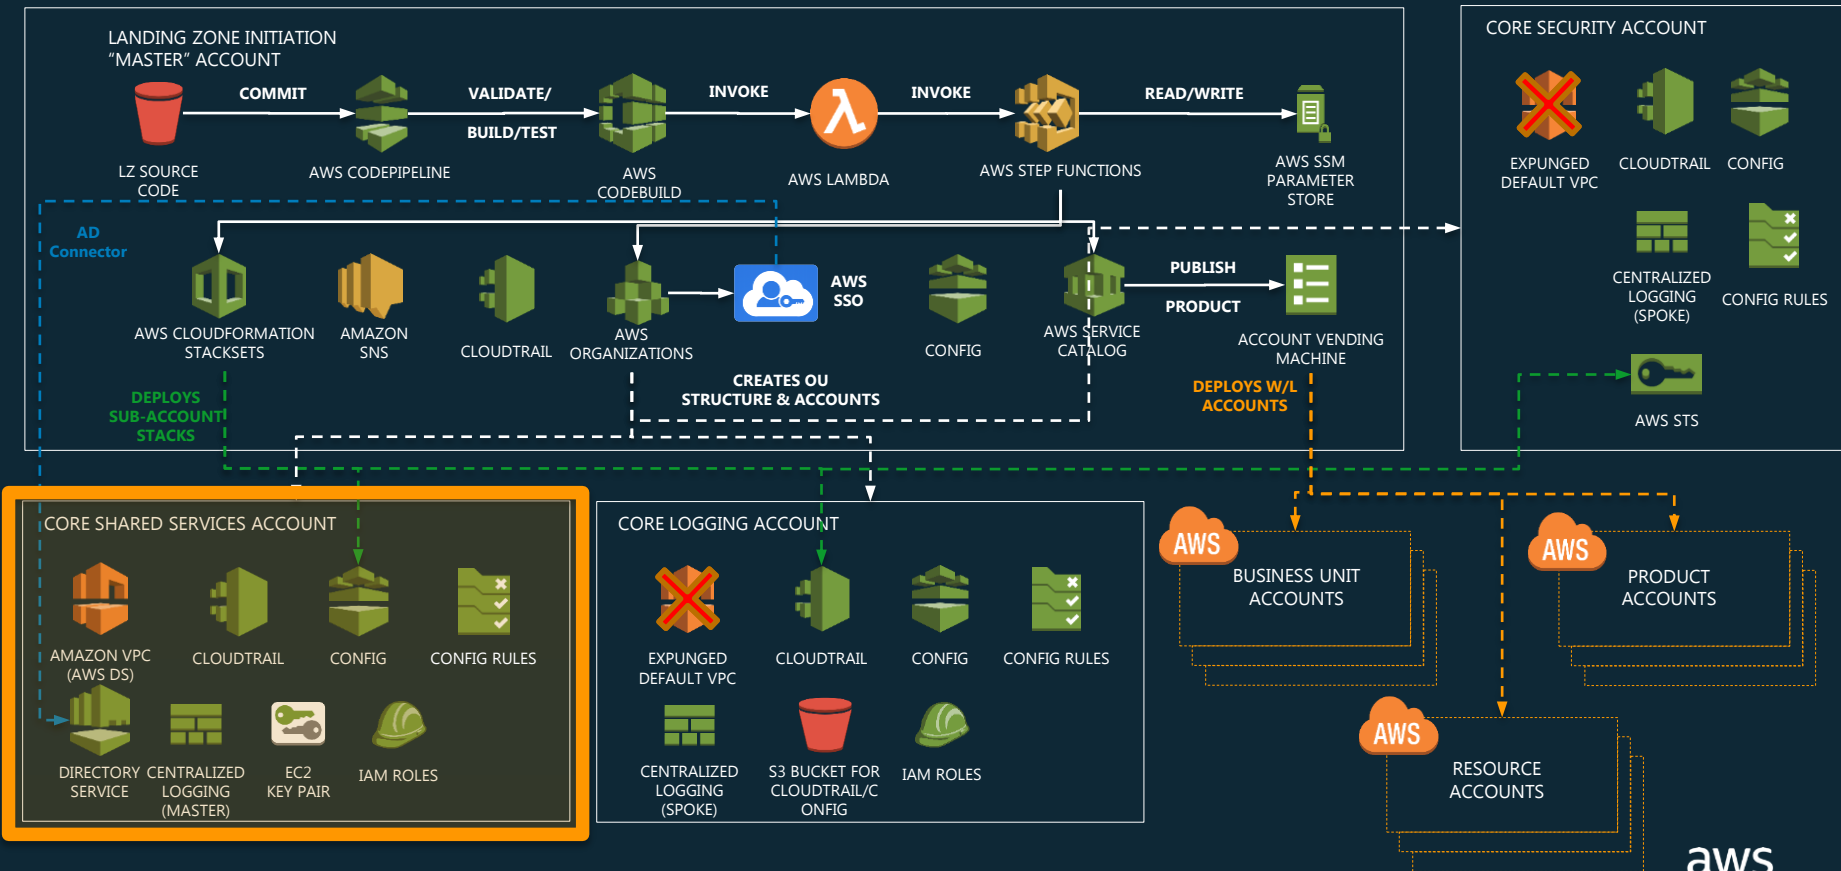 LANDING ZONE INITIATION
“MASTER” ACCOUNT
COMMIT
VALIDATE/
BUILD/TEST
INVOKE
INVOKE
READ/WRITE
LZ SOURCE
CODE
AWS CODEPIPELINE
AWS
CODEBUILD
AWS LAMBDA
AWS STEP FUNCTIONS
AWS SSM
PARAMETER
STORE
AD
Connector
AWS CLOUDFORMATION
STACKSETS
AMAZON
SNS
CLOUDTRAIL
AWS
ORGANIZATIONS
AWS
SSO
CONFIG
AWS SERVICE
CATALOG
PUBLISH
PRODUCT
ACCOUNT VENDING
MACHINE
DEPLOYS
SUB-ACCOUNT
STACKS
CREATES OU
STRUCTURE & ACCOUNTS
DEPLOYS W/L
ACCOUNTS
CORE SECURITY ACCOUNT
EXPUNGED
DEFAULT VPC
CLOUDTRAIL
CONFIG
CENTRALIZED
LOGGING
(SPOKE)
CONFIG RULES
AWS STS
CORE SHARED SERVICES ACCOUNT
AMAZON VPC
(AWS DS)
CLOUDTRAIL
CONFIG
CONFIG RULES
DIRECTORY
SERVICE
CENTRALIZED
LOGGING
(MASTER)
EC2
KEY PAIR
IAM ROLES
CORE LOGGING ACCOUNT
EXPUNGED
DEFAULT VPC
CLOUDTRAIL
CONFIG
CONFIG RULES
CENTRALIZED
LOGGING
(SPOKE)
S3 BUCKET FOR
CLOUDTRAIL/C
ONFIG
IAM ROLES
AWS
BUSINESS UNIT
ACCOUNTS
AWS
PRODUCT
ACCOUNTS
AWS
RESOURCE
ACCOUNTS
aws